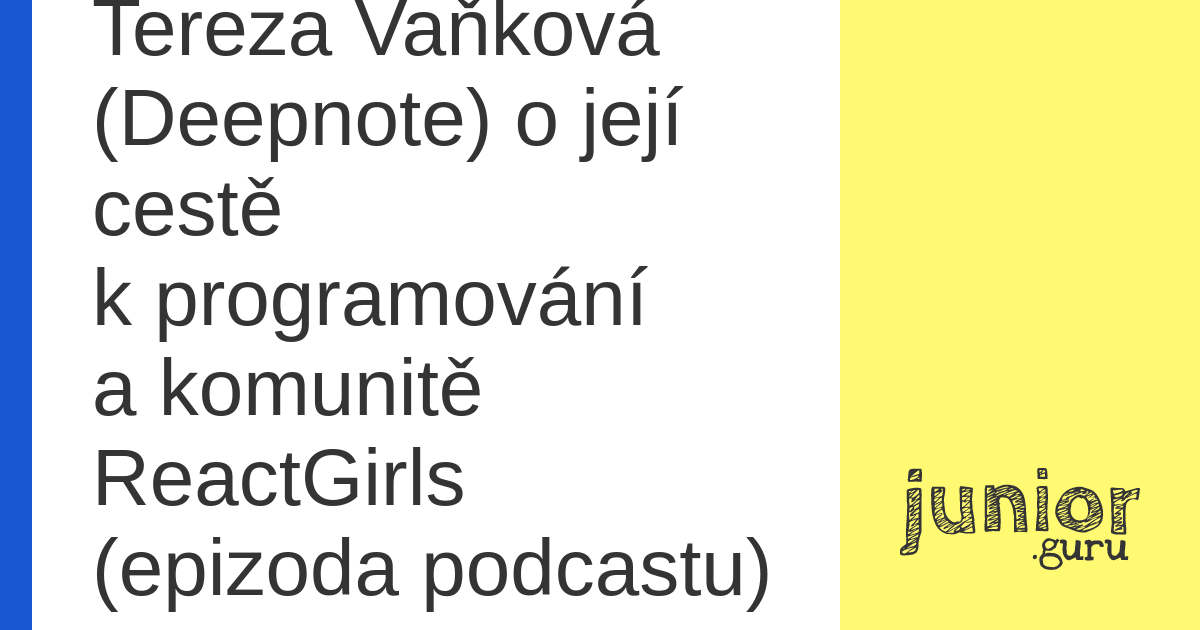 Tereza Vaňková
(Deepnote) o její
cestě
k programování
a komunitě
ReactGirls
(epizoda podcastu)
junior
.guru